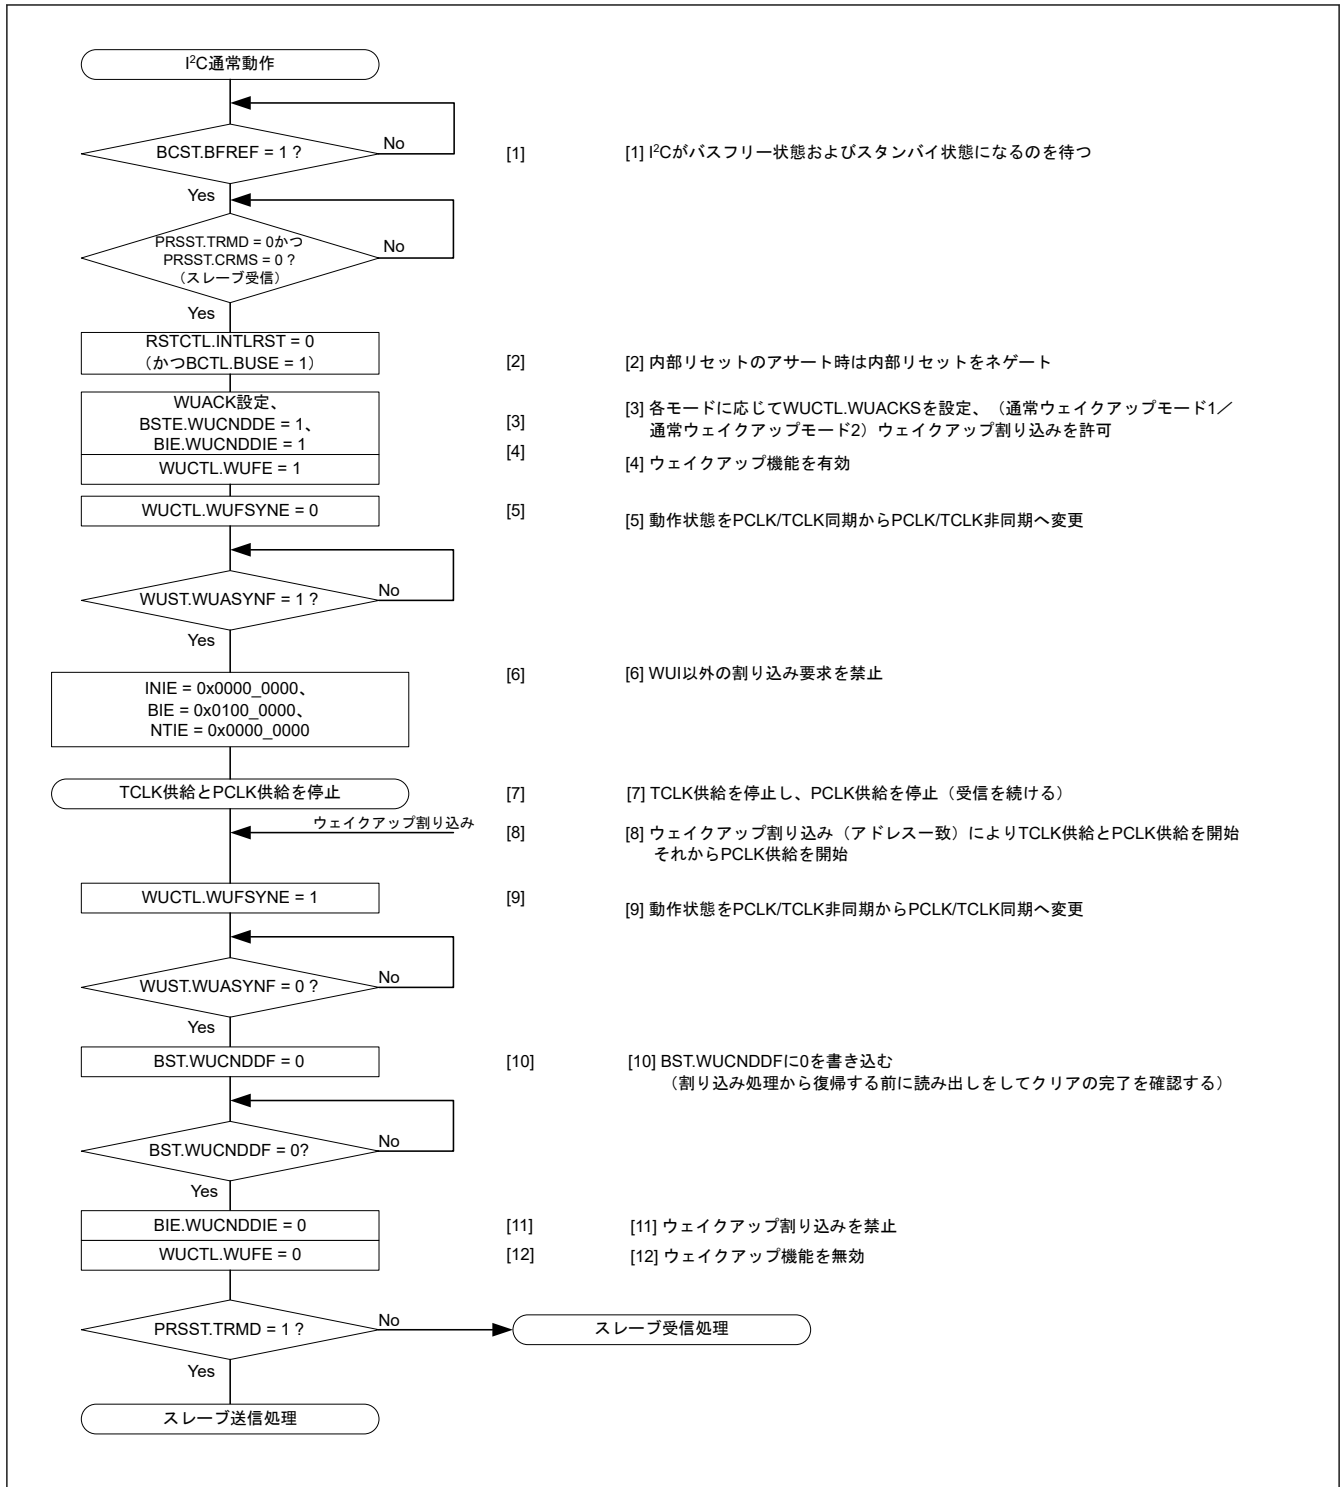 I²C通常動作
BCST.BFREF = 1 ?
No
[1]
[1] I²Cがバスフリー状態およびスタンバイ状態になるのを待つ
Yes
PRSST.TRMD = 0かつ
PRSST.CRMS = 0 ?
（スレーブ受信）
No
Yes
RSTCTL.INTLRST = 0
（かつBCTL.BUSE = 1）
[2]
[2] 内部リセットのアサート時は内部リセットをネゲート
WUACK設定、
BSTE.WUCNDDE = 1、
BIE.WUCNDDIE = 1
[3]
[3] 各モードに応じてWUCTL.WUACKSを設定、（通常ウェイクアップモード1／
通常ウェイクアップモード2）ウェイクアップ割り込みを許可
WUCTL.WUFE = 1
[4]
[4] ウェイクアップ機能を有効
WUCTL.WUFSYNE = 0
[5]
[5] 動作状態をPCLK/TCLK同期からPCLK/TCLK非同期へ変更
WUST.WUASYNF = 1 ?
No
Yes
INIE = 0x0000_0000、
BIE = 0x0100_0000、
NTIE = 0x0000_0000
[6]
[6] WUI以外の割り込み要求を禁止
TCLK供給とPCLK供給を停止
[7]
[7] TCLK供給を停止し、PCLK供給を停止（受信を続ける）
ウェイクアップ割り込み
[8]
[8] ウェイクアップ割り込み（アドレス一致）によりTCLK供給とPCLK供給を開始
それからPCLK供給を開始
WUCTL.WUFSYNE = 1
[9]
[9] 動作状態をPCLK/TCLK非同期からPCLK/TCLK同期へ変更
WUST.WUASYNF = 0 ?
No
Yes
BST.WUCNDDF = 0
[10]
[10] BST.WUCNDDFに0を書き込む
（割り込み処理から復帰する前に読み出しをしてクリアの完了を確認する）
BST.WUCNDDF = 0?
No
Yes
BIE.WUCNDDIE = 0
[11]
[11] ウェイクアップ割り込みを禁止
WUCTL.WUFE = 0
[12]
[12] ウェイクアップ機能を無効
PRSST.TRMD = 1 ?
No
スレーブ受信処理
Yes
スレーブ送信処理